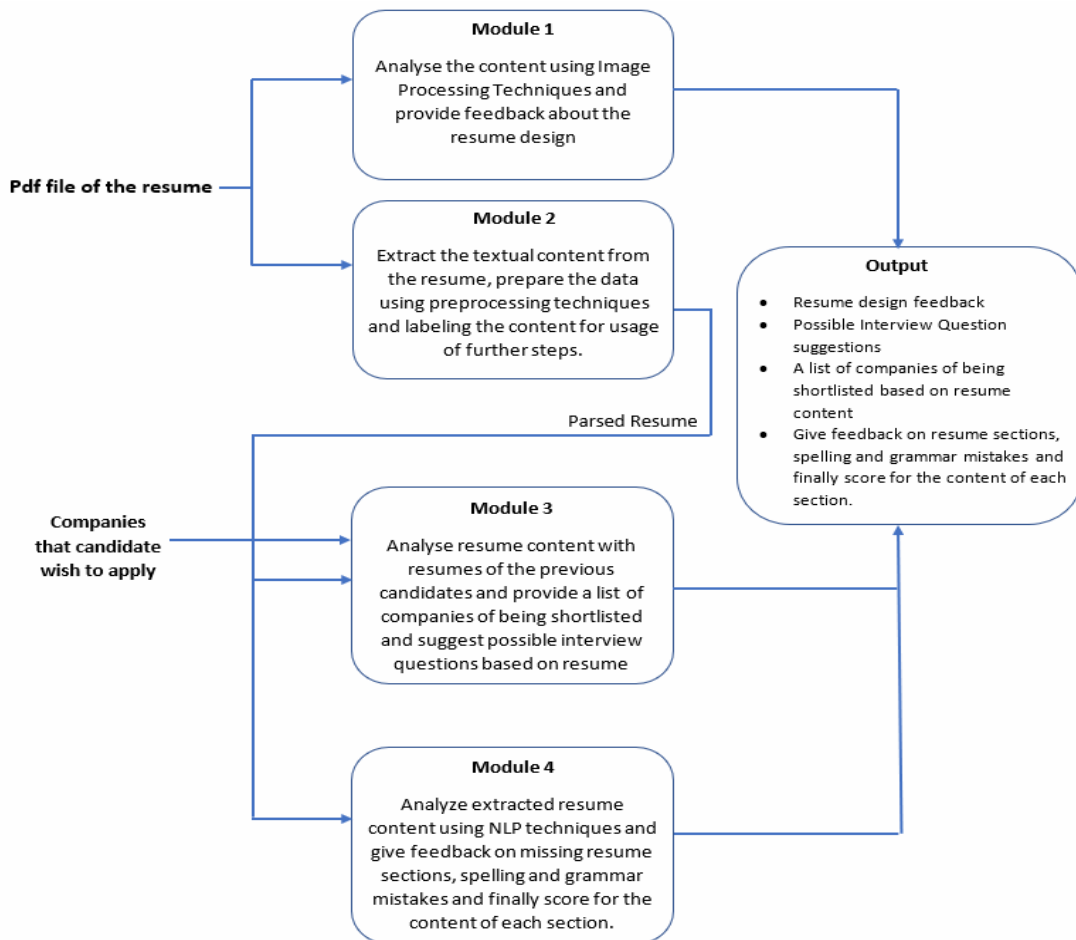 Module 1
Analyse the content using Image
Processing Techniques and
provide feedback about the
resume design
Pdf file of the resume
Module 2
Extract the textual content from
the resume, prepare the data
using preprocessing techniques
and labeling the content for usage
of further steps.
Output
• Resume design feedback
• Possible Interview Question
suggestions
• A list of companies of being
shortlisted based on resume
content
• Give feedback on resume sections,
spelling and grammar mistakes and
finally score for the content of each
section.
Parsed Resume
Companies
that candidate
wish to apply
Module 3
Analyse resume content with
resumes of the previous
candidates and provide a list of
companies of being shortlisted
and suggest possible interview
questions based on resume
Module 4
Analyze extracted resume
content using NLP techniques and
give feedback on missing resume
sections, spelling and grammar
mistakes and finally score for the
content of each section.